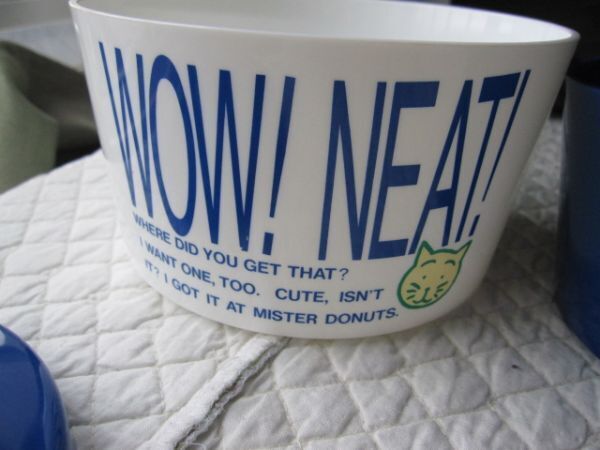 WOW! NEAT!
WHERE DID YOU GET THAT?
I WANT ONE, TOO. CUTE, ISN'T
IT? I GOT IT AT MISTER DONUTS.